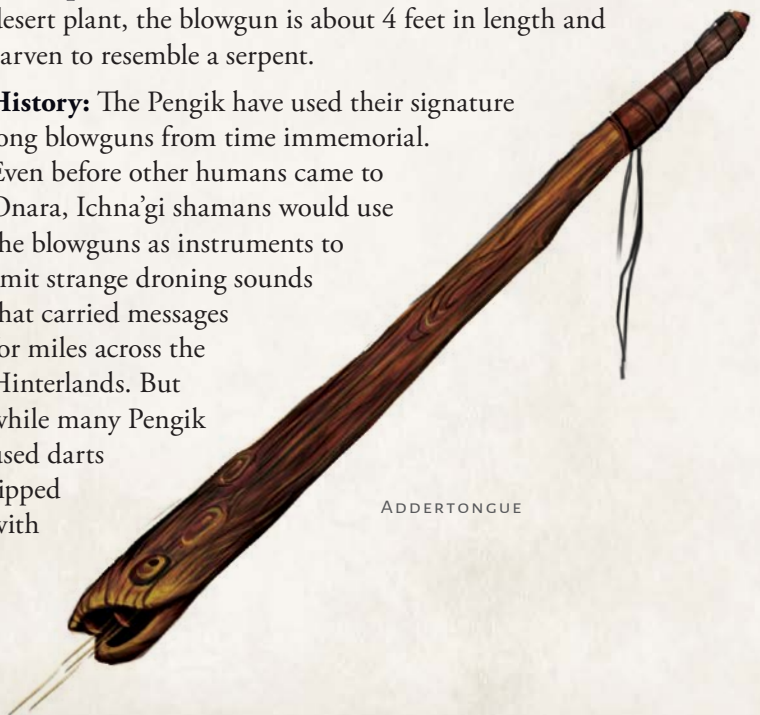 desert plant, the blowgun is about 4 feet in length and
carven to resemble a serpent.
History: The Pengik have used their signature
long blowguns from time immemorial.
Even before other humans came to
Onara, Ichna'gi shamans would use
the blowguns as instruments to
emit strange droning sounds
that carried messages
for miles across the
Hinterlands. But
while many Pengik
used darts
tipped
with
ADDERTONGUE